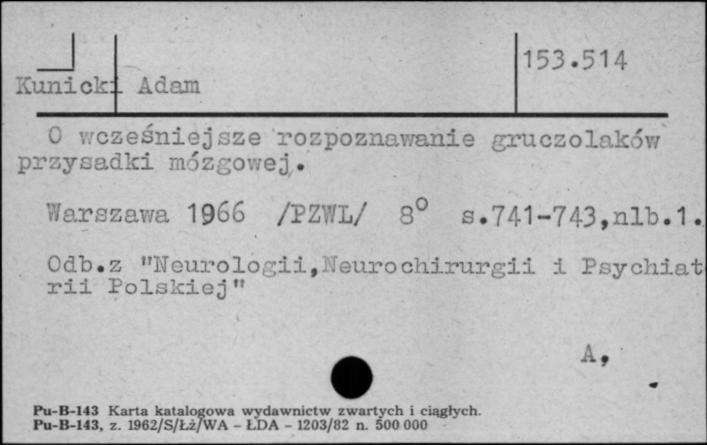 153.514
Kunicki Adam
O wcześniejsze rozpoznawanie gruczolaków
przysadki mózgowej.
Warszawa 1966 /PZWL/ 8° s.741-743,nlb.1.
Odb.z "Neurologii,Neurochirurgii i Psychiat
rii Polskiej"
A,
Pu-B-143 Karta katalogowa wydawnictw zwartych i ciągłych.
Pu-B-143, z. 1962/S/Łż/WA - ŁDA - 1203/82 n. 500 000